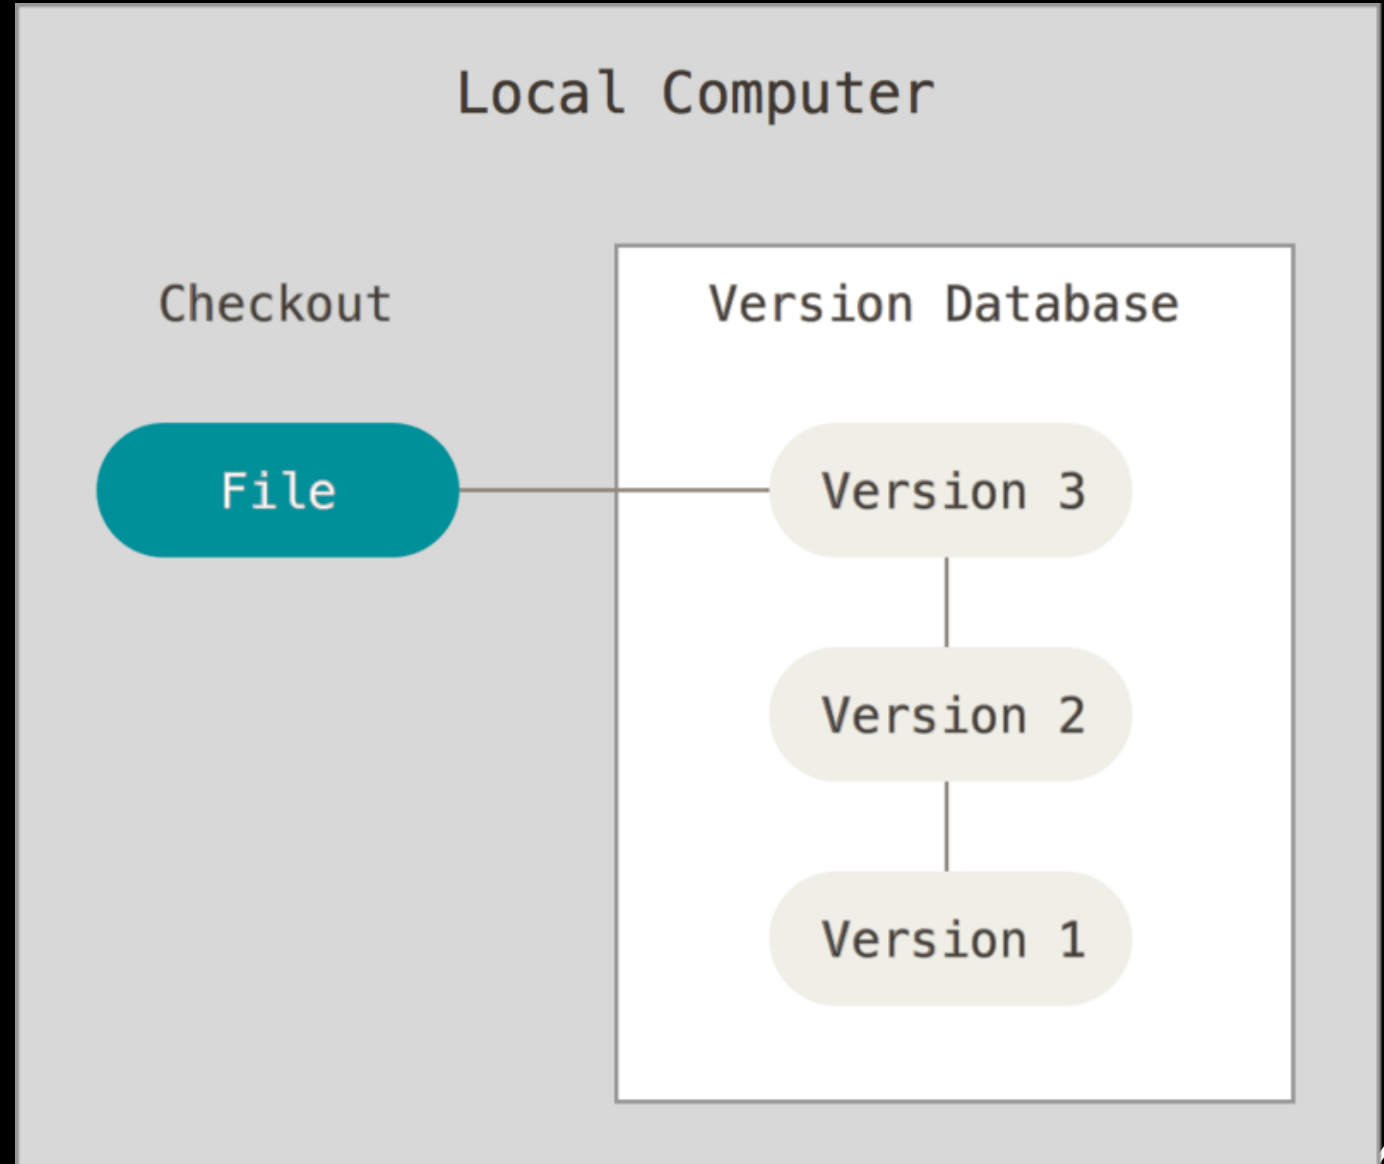 Local Computer
Checkout
Version Database
File
Version 3
Version 2
Version 1